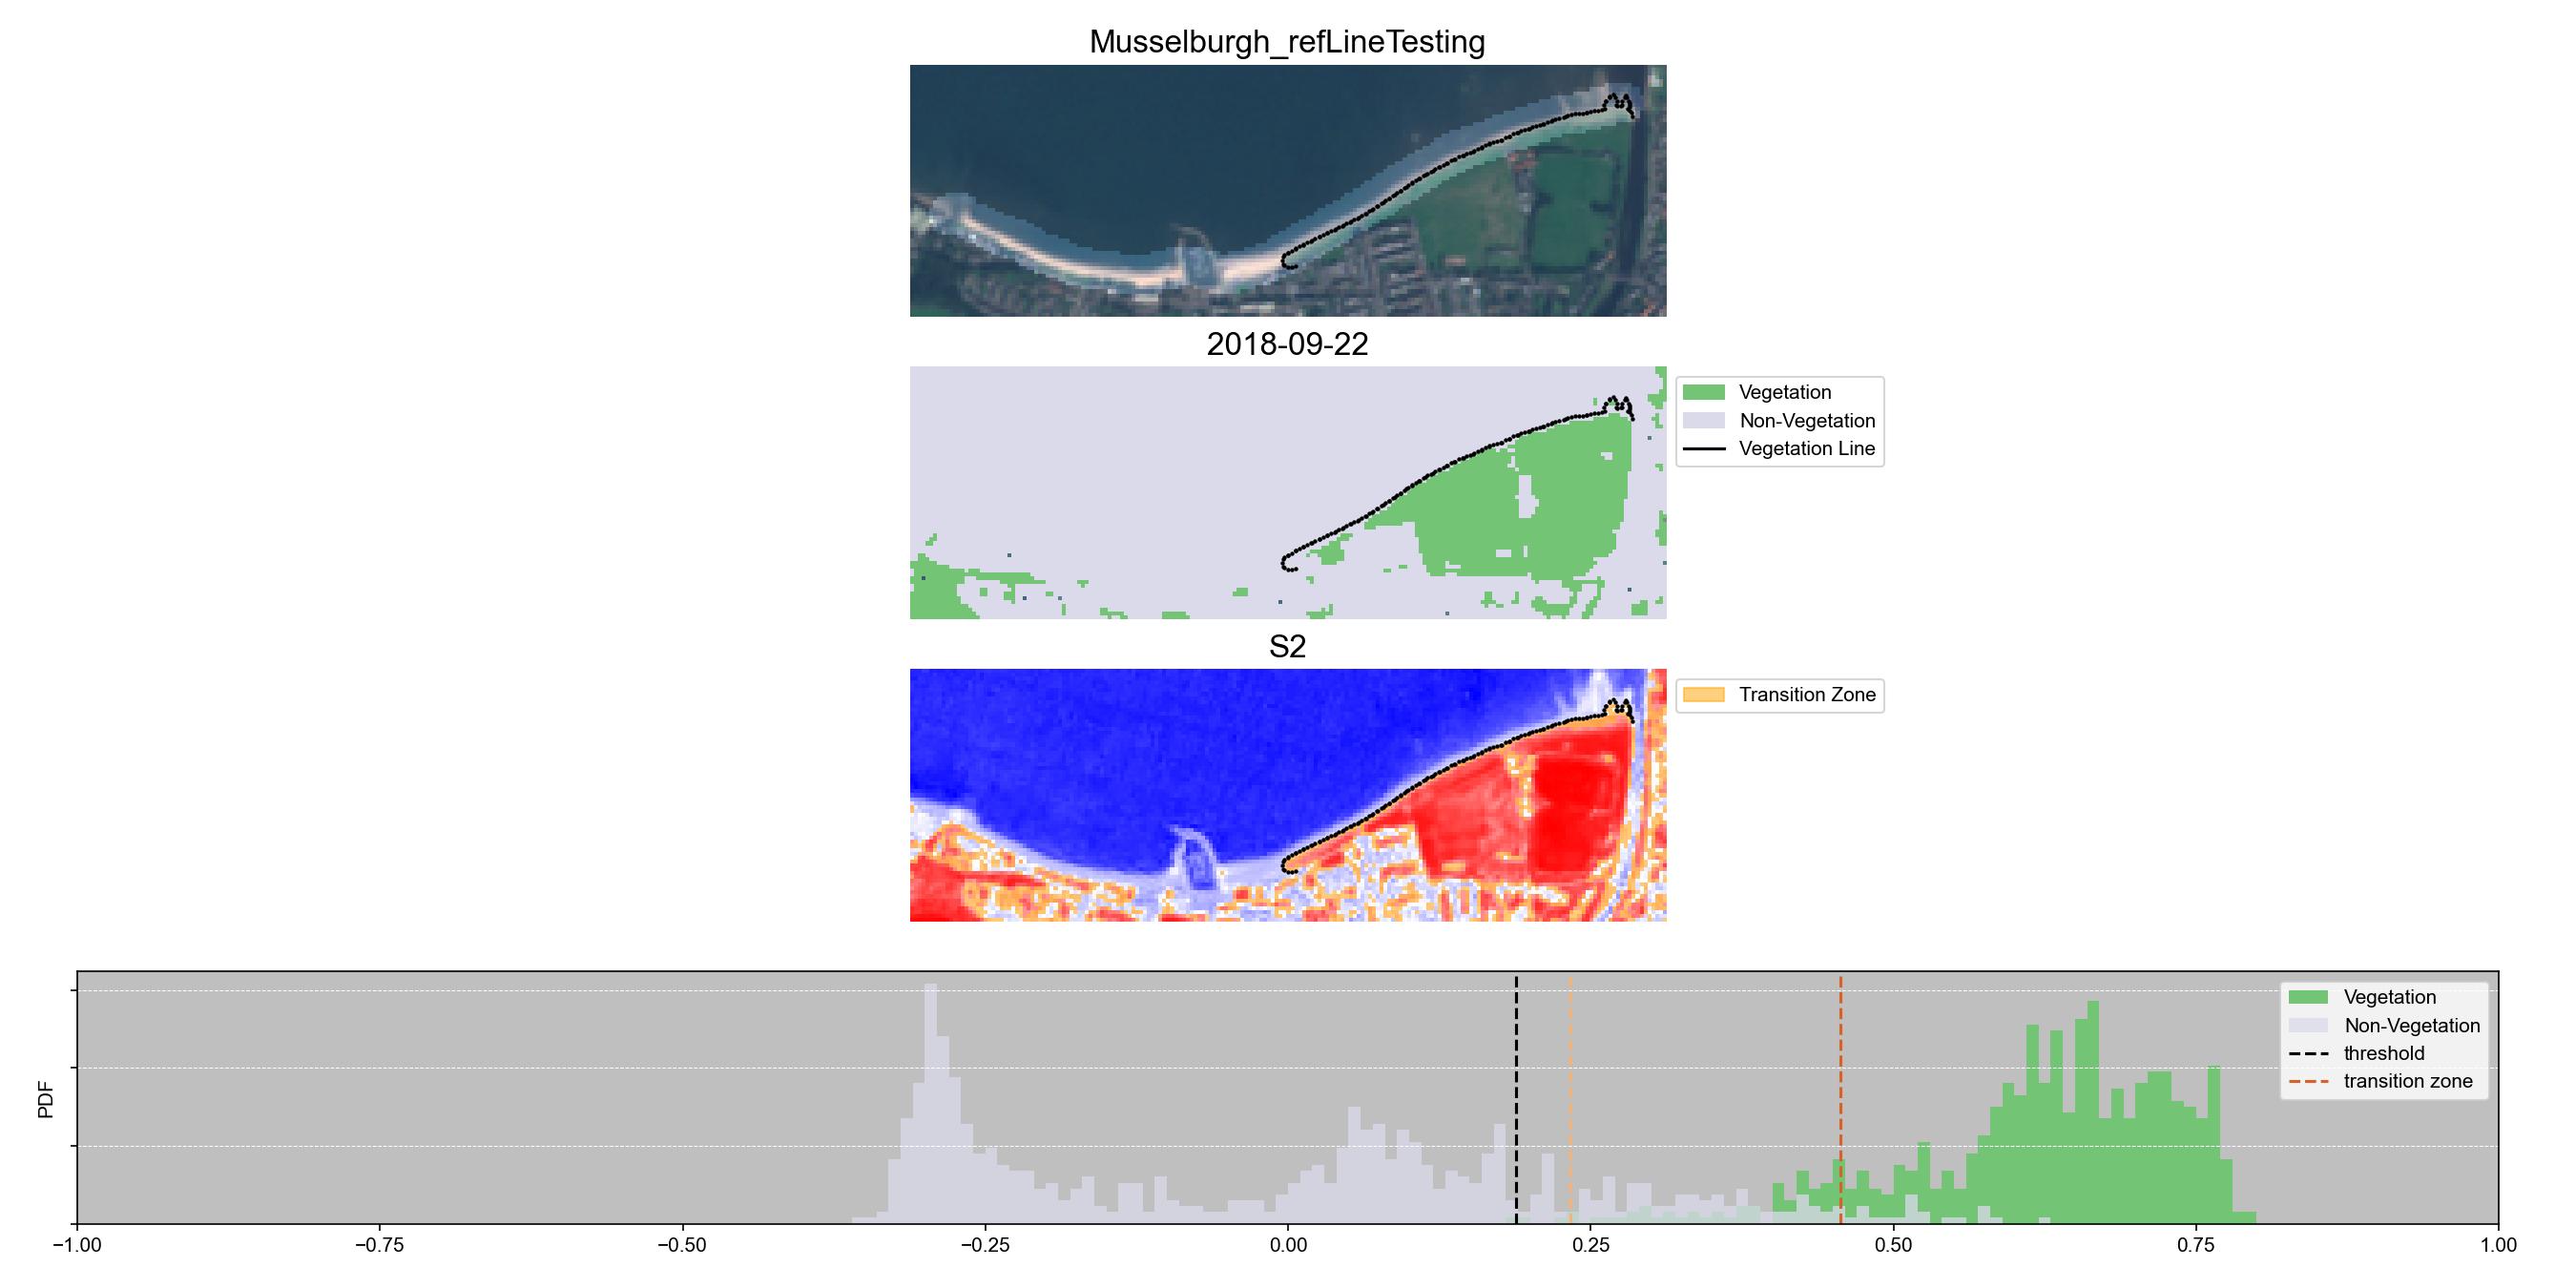 Musselburgh_refLineTesting
2018-09-22
Vegetation
Non-Vegetation
Vegetation Line
S2
Transition Zone
PDF
Vegetation
Non-Vegetation
threshold
transition zone
−1.00 −0.75 −0.50 −0.25 0.00 0.25 0.50 0.75 1.00